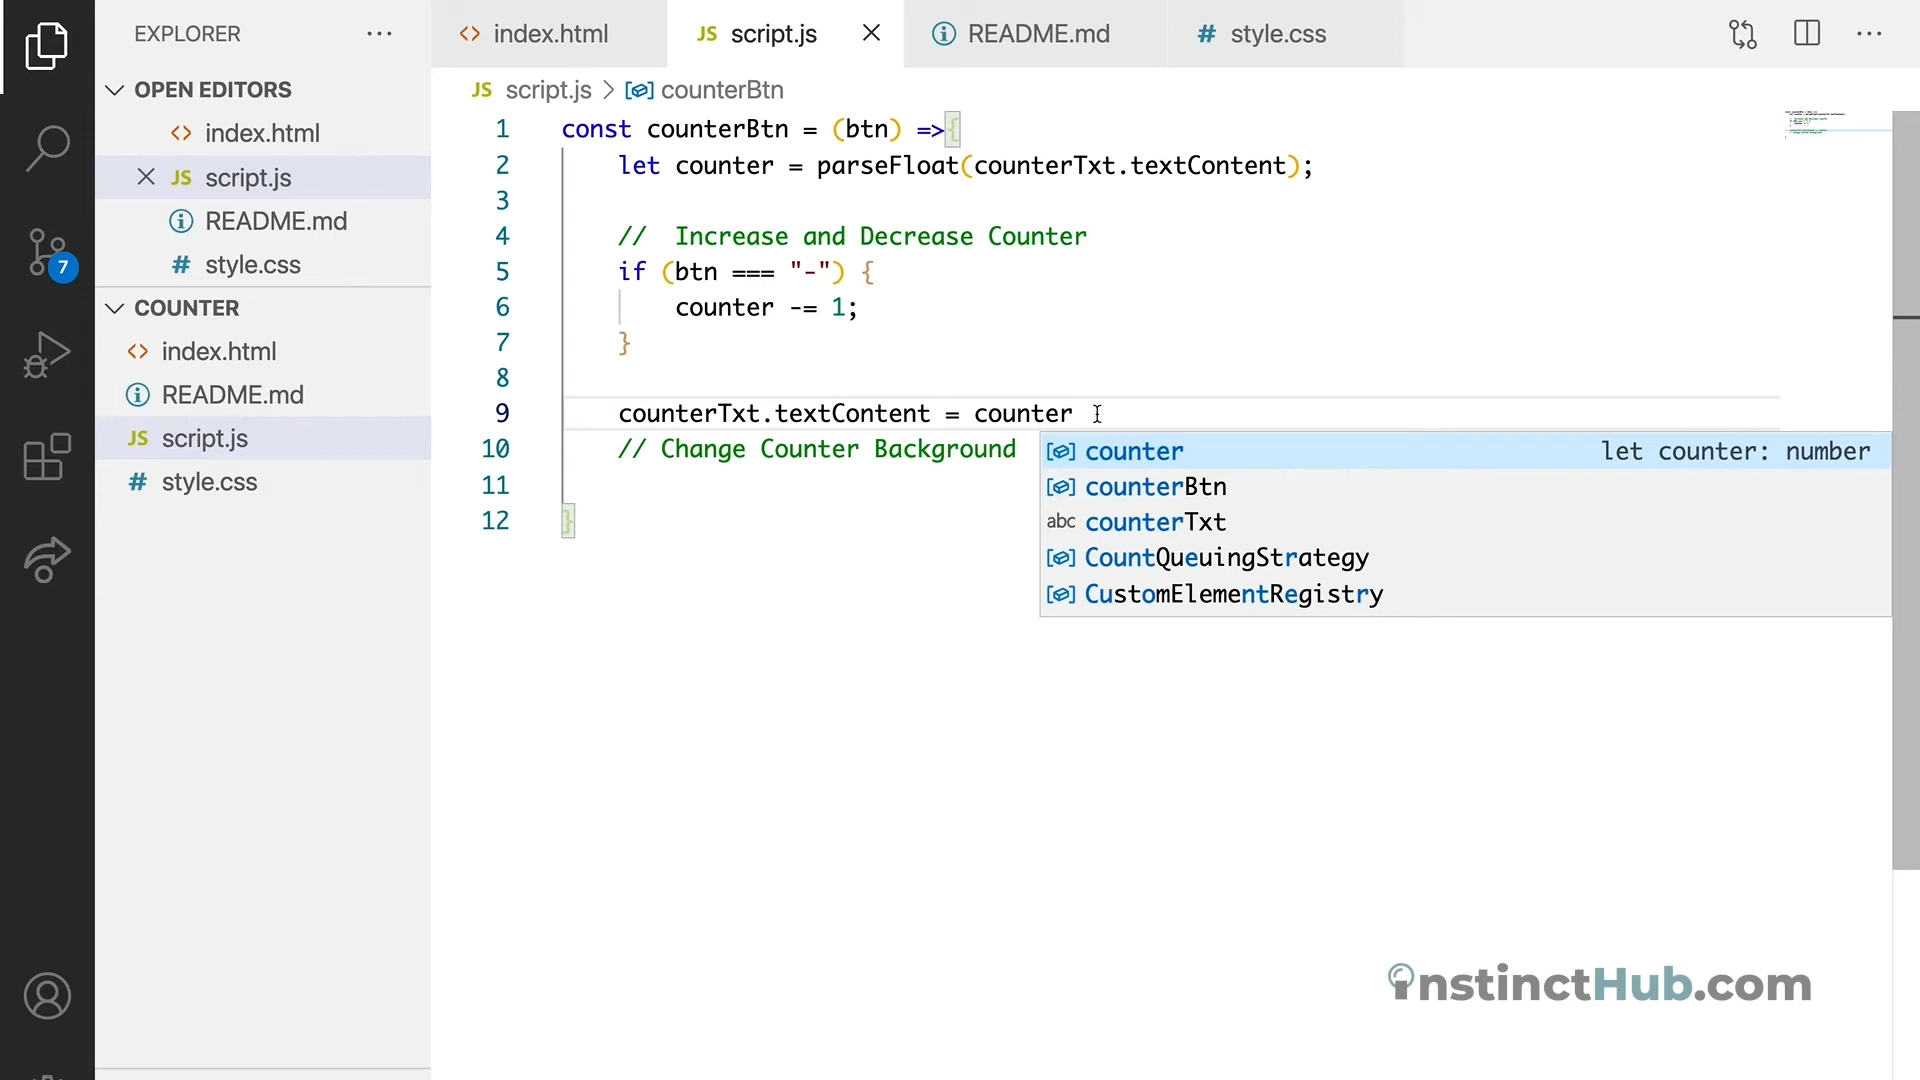 EXPLORER
index.html
JS script.js
README.md
# style.css
OPEN EDITORS
index.html
JS script.js
README.md
# style.css
COUNTER
index.html
README.md
JS script.js
# style.css
7
JS script.js > counterBtn
1 const counterBtn = (btn) =>{
2 let counter = parseFloat(counterTxt.textContent);
3
4 //  Increase and Decrease Counter
5 if (btn === "-") {
6 counter -= 1;
7 }
8
9 counterTxt.textContent = counter
10 // Change Counter Background
11
12 }
counter let counter: number
counterBtn
abc counterTxt
CountQueuingStrategy
CustomElementRegistry
instinctHub.com